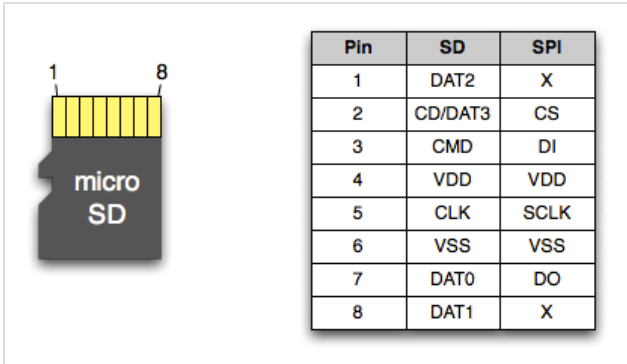 1 8
micro
SD
Pin SD SPI
1 DAT2 X
2 CD/DAT3 CS
3 CMD DI
4 VDD VDD
5 CLK SCLK
6 VSS VSS
7 DAT0 DO
8 DAT1 X